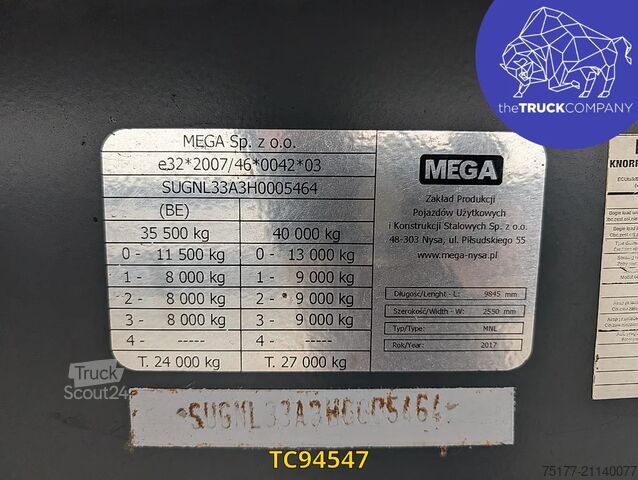 theTRUCKCOMPANY
MEGA Sp. z o.o.
e32*2007/46*0042*03
SUGNL33A3H0005464
(BE)
35 500 kg 40 000 kg
0 - 11 500 kg 0 - 13 000 kg
1 - 8 000 kg 1 - 9 000 kg
2 - 8 000 kg 2 - 9 000 kg
3 - 8 000 kg 3 - 9 000 kg
4 - ----- 4 - -----
T. 24 000 kg T. 27 000 kg
MEGA
Zakład Produkcji
Pojazdów Użytkowych
i Konstrukcji Stalowych Sp. z o.o.
48-303 Nysa, ul. Piłsudskiego 55
www.mega-nysa.pl
Długość/Lenght - L: 9845 mm
Szerokość/Width - W: 2550 mm
Typ/Type: MNL
Rok/Year: 2017
KNORR
Truck
Scout24
*SUGNL33A3H0005464*
TC94547
75177-21140077